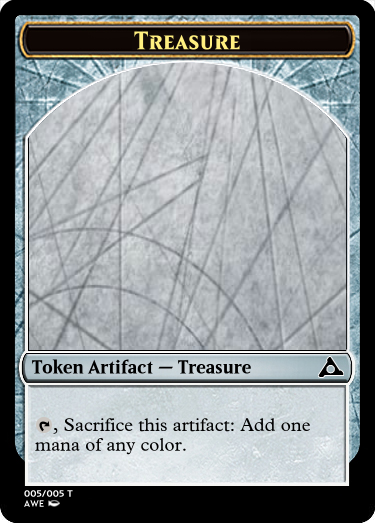 Treasure
Token Artifact — Treasure
, Sacrifice this artifact: Add one
mana of any color.
005/005 T
AWE